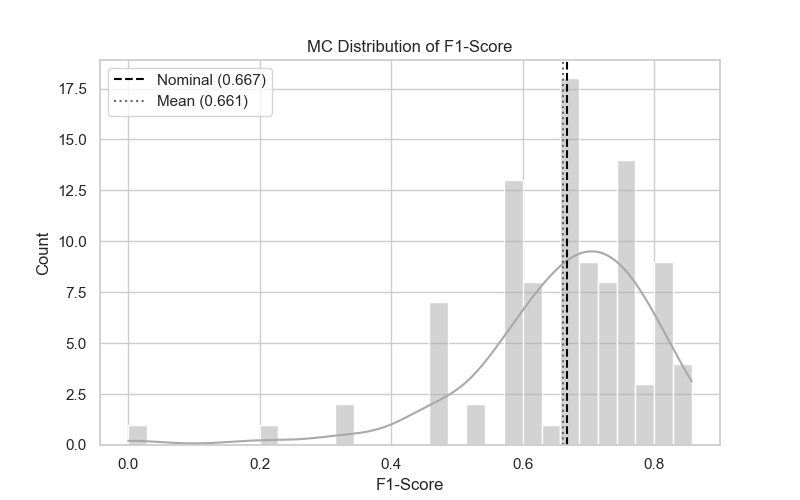 MC Distribution of F1-Score
Nominal (0.667)
Mean (0.661)
17.5
15.0
12.5
10.0
7.5
5.0
2.5
0.0
Count
0.0 0.2 0.4 0.6 0.8
F1-Score